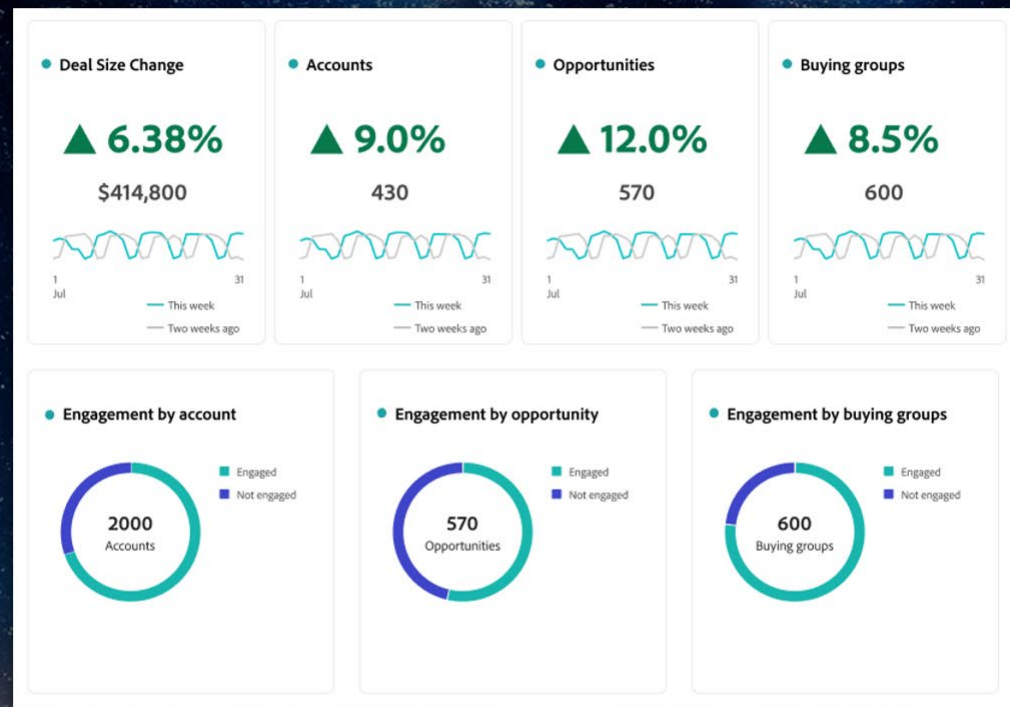 Deal Size Change
▲ 6.38%
$414,800
1 31
Jul
This week
Two weeks ago
Accounts
▲ 9.0%
430
1 31
Jul
This week
Two weeks ago
Opportunities
▲ 12.0%
570
1 31
Jul
This week
Two weeks ago
Buying groups
▲ 8.5%
600
1 31
Jul
This week
Two weeks ago
Engagement by account
2000
Accounts
Engaged
Not engaged
Engagement by opportunity
570
Opportunities
Engaged
Not engaged
Engagement by buying groups
600
Buying groups
Engaged
Not engaged